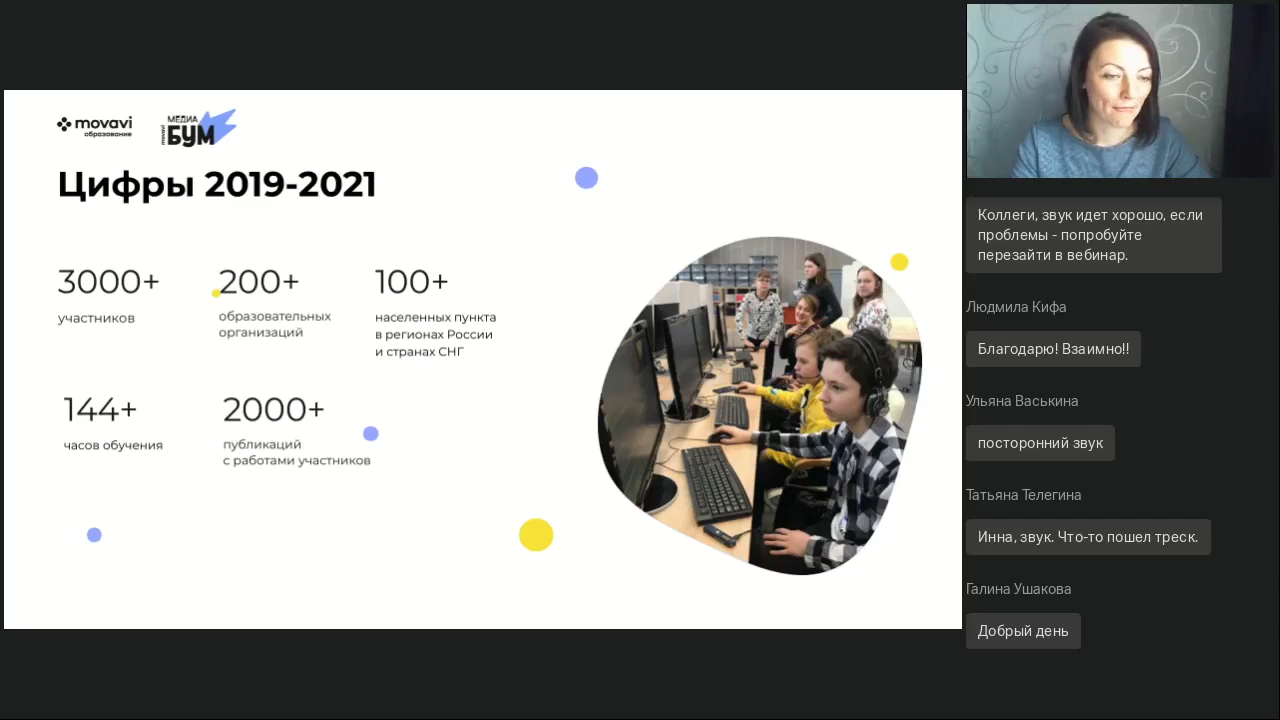 movavi
образование
movavi
МЕДИА
БУМ
Цифры 2019-2021
3000+
участников
200+
образовательных
организаций
100+
населенных пункта
в регионах России
и странах СНГ
144+
часов обучения
2000+
публикаций
с работами участников
Коллеги, звук идет хорошо, если
проблемы - попробуйте
перезайти в вебинар.
Людмила Кифа
Благодарю! Взаимно!!
Ульяна Васькина
посторонний звук
Татьяна Телегина
Инна, звук. Что-то пошел треск.
Галина Ушакова
Добрый день